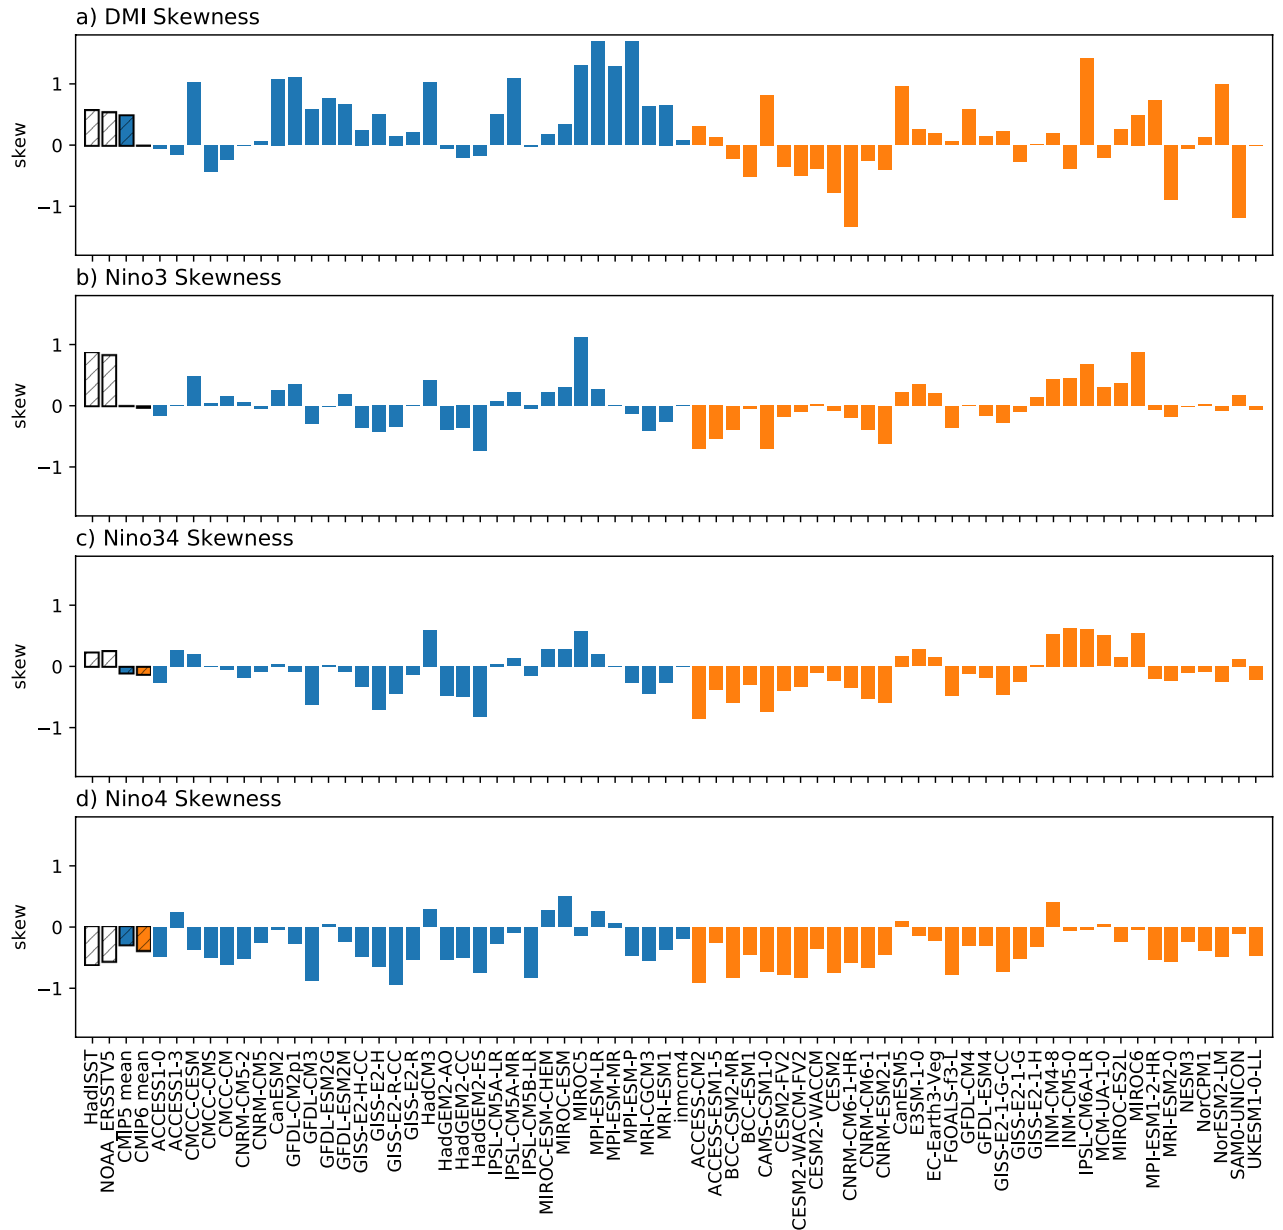 a) DMI Skewness
skew
1
0
−1
b) Nino3 Skewness
skew
1
0
−1
c) Nino34 Skewness
skew
1
0
−1
d) Nino4 Skewness
skew
1
0
−1
HadISST
NOAA_ERSSTV5
CMIP5 mean
CMIP6 mean
ACCESS1-0
ACCESS1-3
CMCC-CESM
CMCC-CMS
CMCC-CM
CNRM-CM5-2
CNRM-CM5
CanESM2
GFDL-CM2p1
GFDL-CM3
GFDL-ESM2G
GFDL-ESM2M
GISS-E2-H-CC
GISS-E2-H
GISS-E2-R-CC
GISS-E2-R
HadCM3
HadGEM2-AO
HadGEM2-CC
HadGEM2-ES
IPSL-CM5A-LR
IPSL-CM5A-MR
IPSL-CM5B-LR
MIROC-ESM-CHEM
MIROC-ESM
MIROC5
MPI-ESM-LR
MPI-ESM-MR
MPI-ESM-P
MRI-CGCM3
MRI-ESM1
inmcm4
ACCESS-CM2
ACCESS-ESM1-5
BCC-CSM2-MR
BCC-ESM1
CAMS-CSM1-0
CESM2-FV2
CESM2-WACCM-FV2
CESM2-WACCM
CESM2
CNRM-CM6-1-HR
CNRM-CM6-1
CNRM-ESM2-1
CanESM5
E3SM-1-0
EC-Earth3-Veg
FGOALS-f3-L
GFDL-CM4
GFDL-ESM4
GISS-E2-1-G-CC
GISS-E2-1-G
GISS-E2-1-H
INM-CM4-8
INM-CM5-0
IPSL-CM6A-LR
MCM-UA-1-0
MIROC-ES2L
MIROC6
MPI-ESM1-2-HR
MRI-ESM2-0
NESM3
NorCPM1
NorESM2-LM
SAM0-UNICON
UKESM1-0-LL